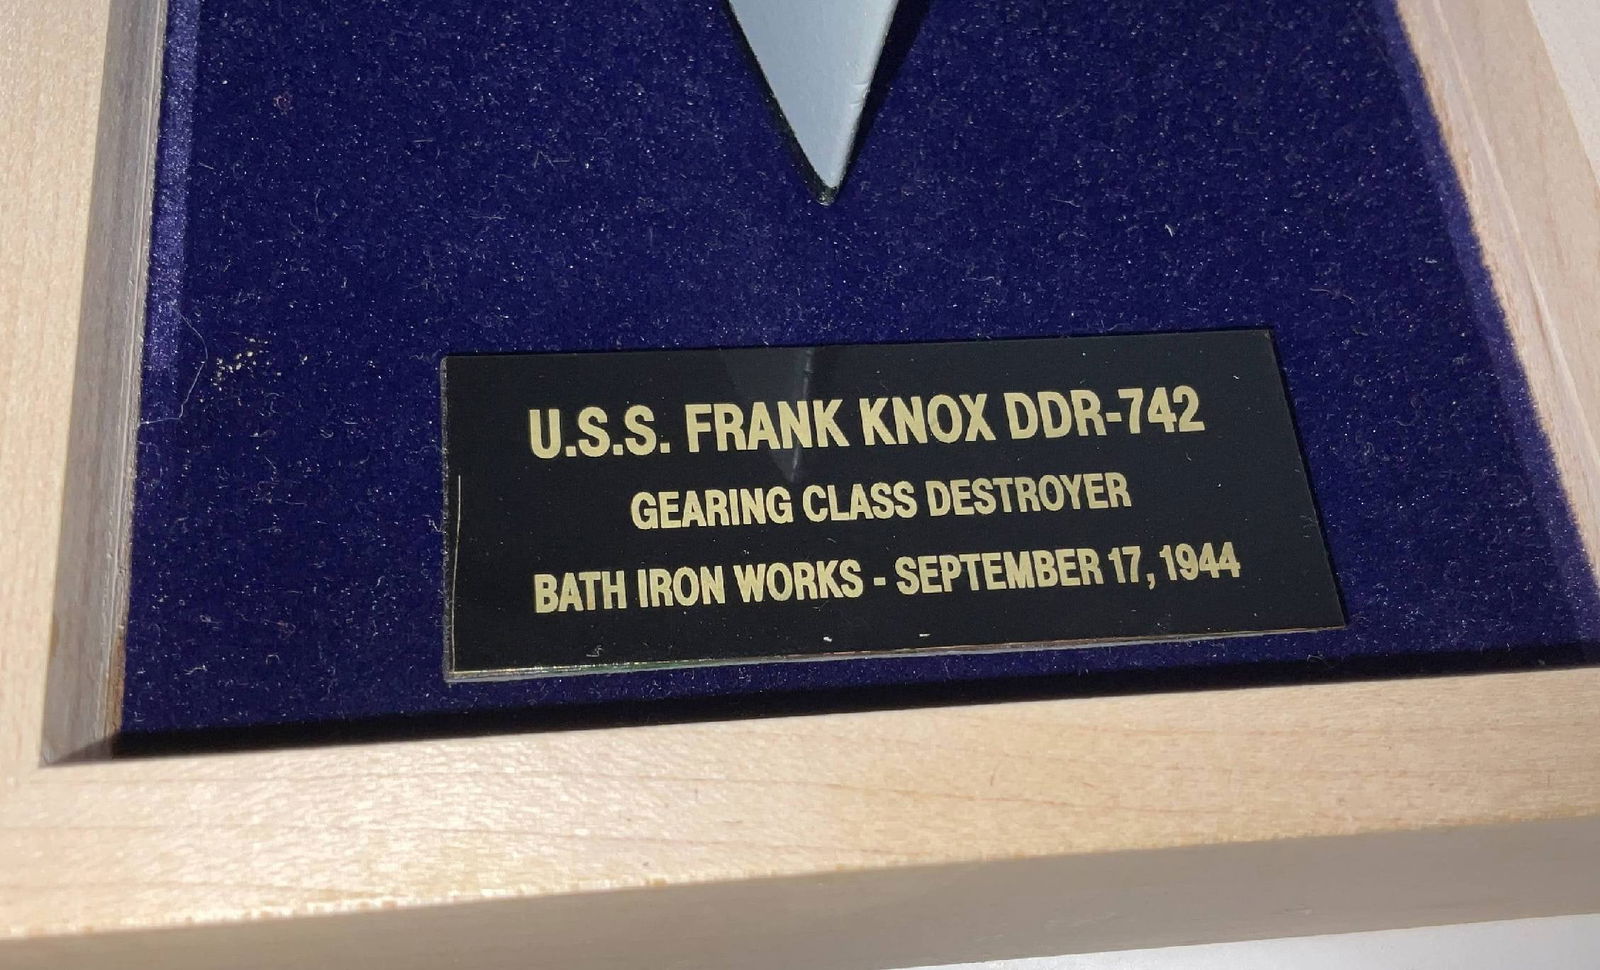 U.S.S. FRANK KNOX DDR-742
GEARING CLASS DESTROYER
BATH IRON WORKS - SEPTEMBER 17, 1944